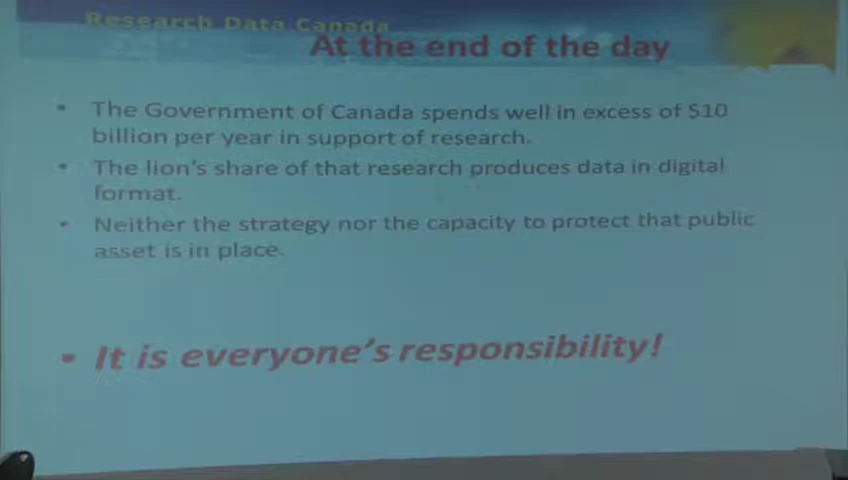 Research Data Canada
At the end of the day
• The Government of Canada spends well in excess of $10
billion per year in support of research.
• The lion's share of that research produces data in digital
format.
• Neither the strategy nor the capacity to protect that public
asset is in place.
• It is everyone's responsibility!